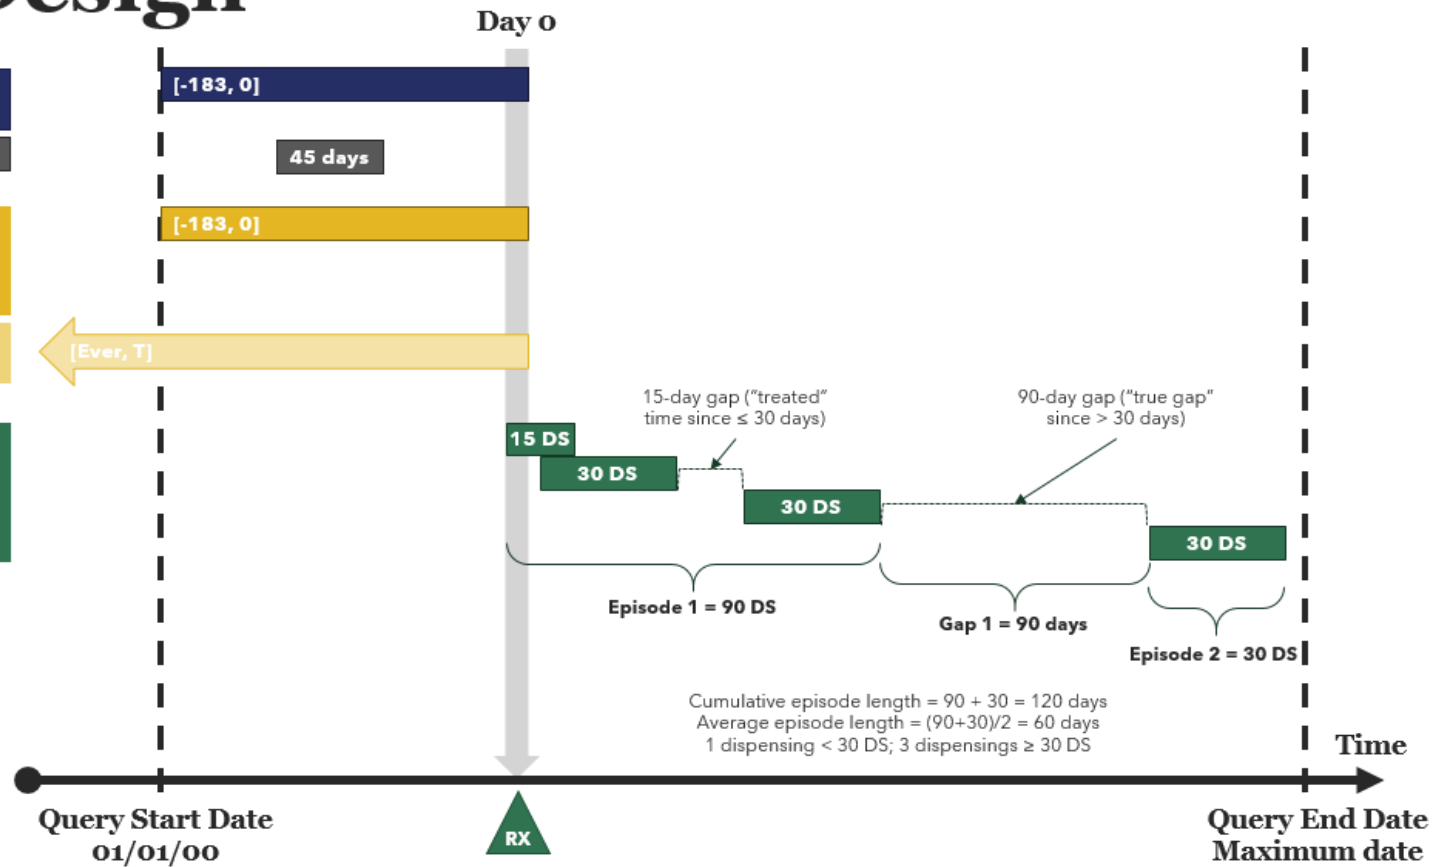 Day 0
[-183, 0]
45 days
[-183, 0]
[Ever, T]
15-day gap ("treated"
time since ≤ 30 days)
90-day gap ("true gap"
since > 30 days)
15 DS
30 DS
30 DS
30 DS
Episode 1 = 90 DS
Gap 1 = 90 days
Episode 2 = 30 DS
Cumulative episode length = 90 + 30 = 120 days
Average episode length = (90+30)/2 = 60 days
1 dispensing < 30 DS; 3 dispensings ≥ 30 DS
Time
Query Start Date
01/01/00
RX
Query End Date
Maximum date